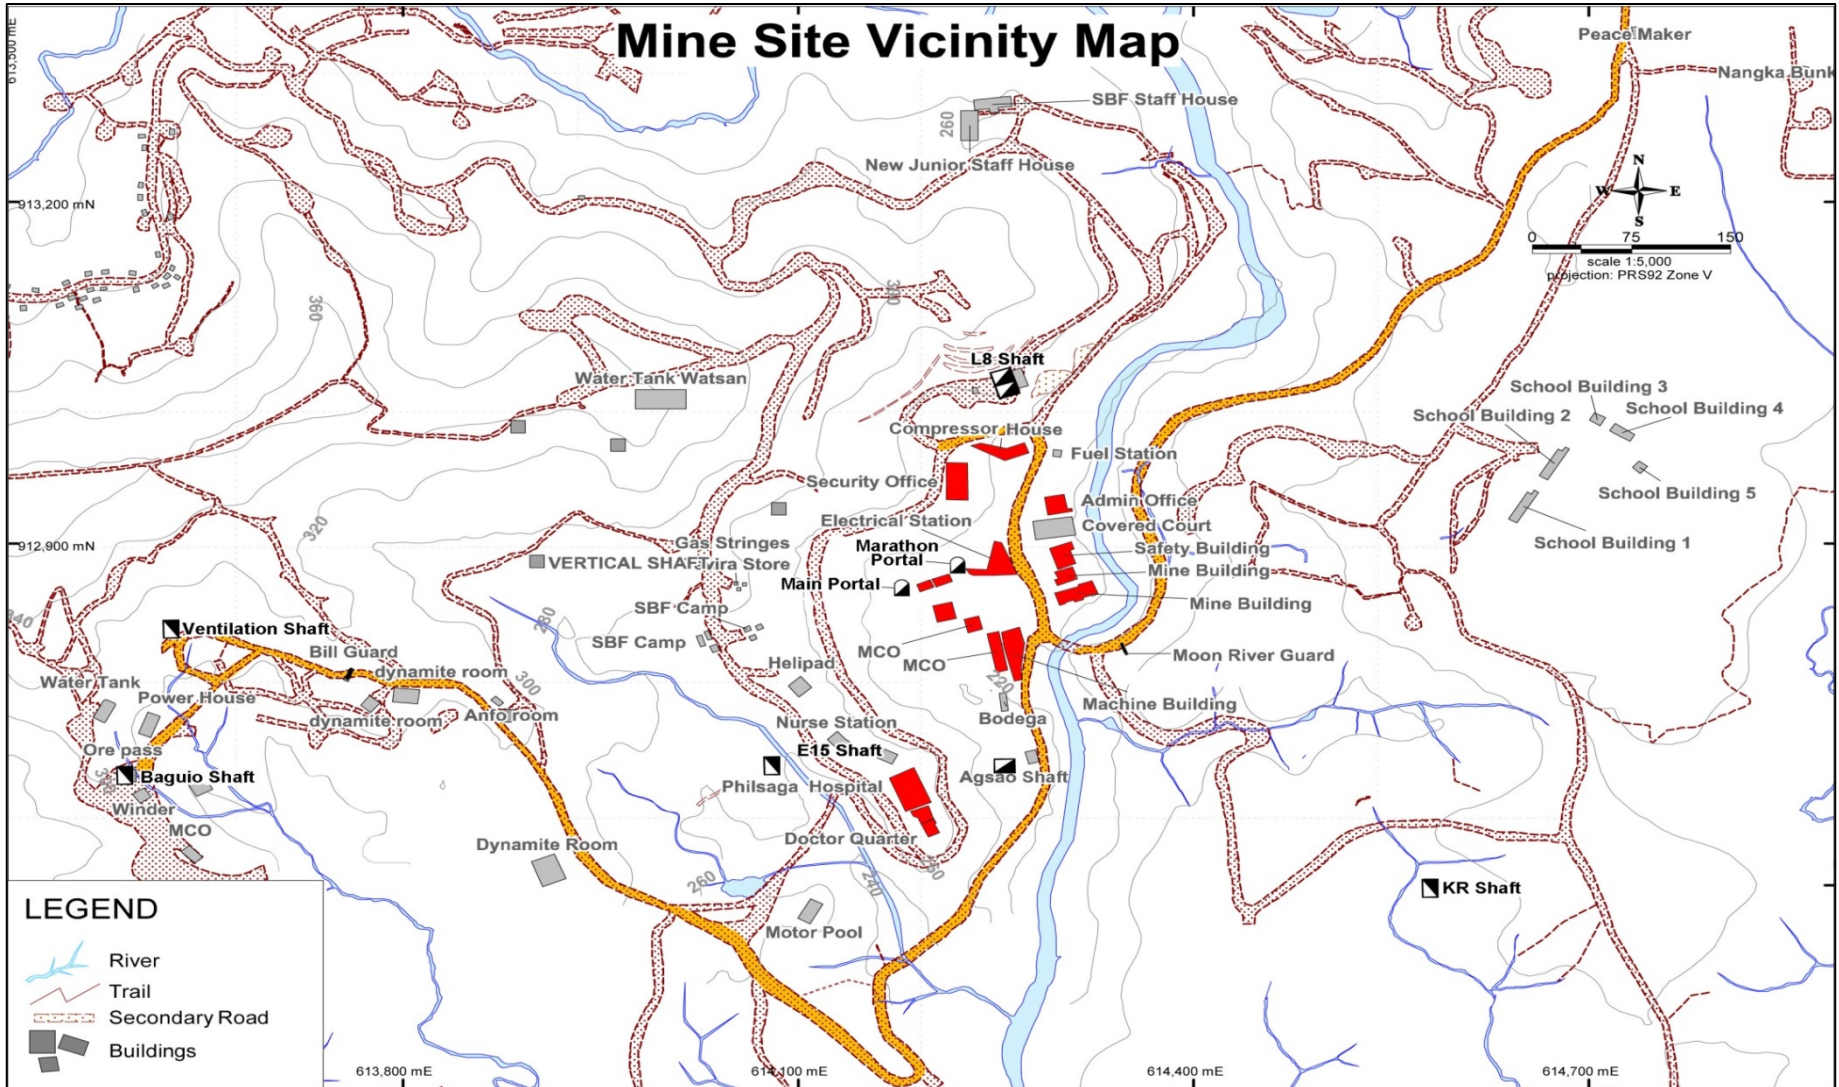 Mine Site Vicinity Map
613,500 mE
Peace Maker
Nangka Bunk
SBF Staff House
260
New Junior Staff House
N
W E
S
913,200 mN
0 75 150
scale 1:5,000
projection: PRS92 Zone V
360
L8 Shaft
Water Tank Watsan
School Building 3
School Building 2
School Building 4
Compressor House
Fuel Station
Security Office
School Building 5
Admin Office
Electrical Station
Covered Court
320
Gas Stringes
School Building 1
912,900 mN
Marathon
Portal
Safety Building
VERTICAL SHAFT
Vira Store
Mine Building
Main Portal
Mine Building
SBF Camp
280
340
Ventilation Shaft
SBF Camp
Bill Guard
MCO
MCO
Moon River Guard
Helipad
dynamite room
Water Tank
Power House
300
220
Machine Building
dynamite room
Anfo room
Nurse Station
Bodega
Ore pass
E15 Shaft
Baguio Shaft
Agsao Shaft
Philsaga Hospital
Winder
MCO
Dynamite Room
Doctor Quarter
260
240
260
KR Shaft
Motor Pool
LEGEND
River
Trail
Secondary Road
Buildings
613,800 mE
614,100 mE
614,400 mE
614,700 mE